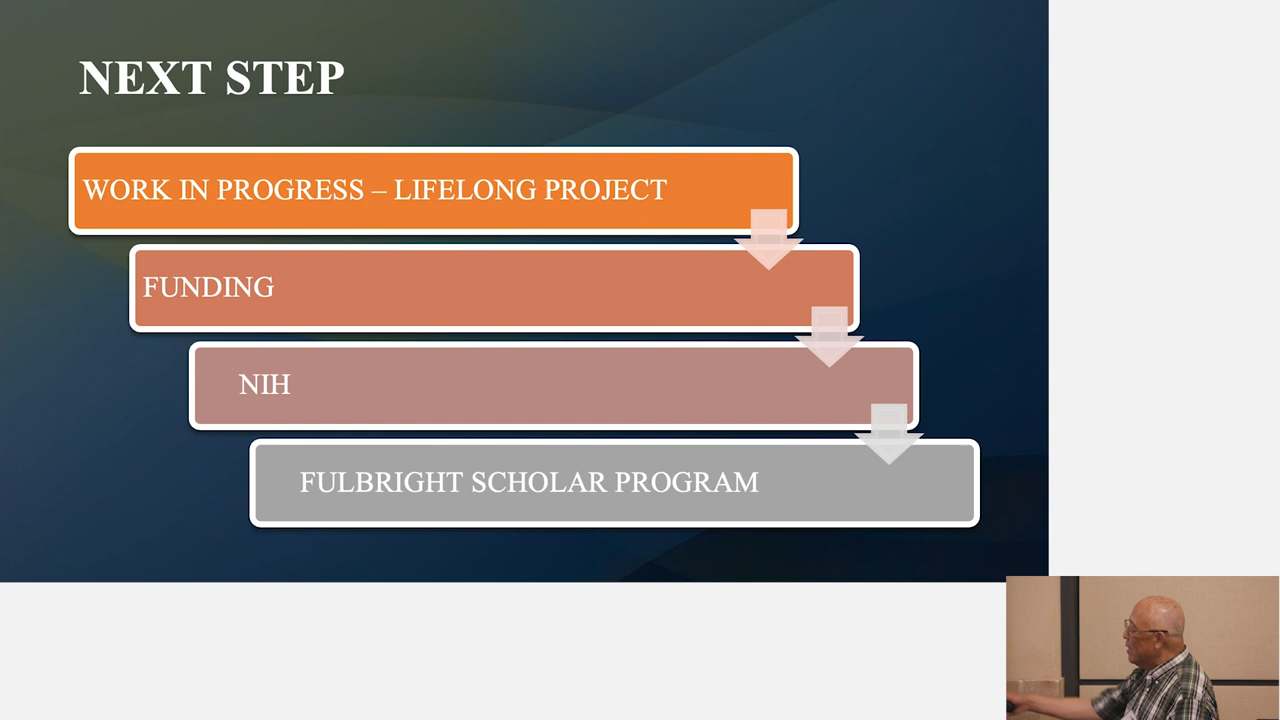 NEXT STEP
WORK IN PROGRESS – LIFELONG PROJECT
FUNDING
NIH
FULBRIGHT SCHOLAR PROGRAM